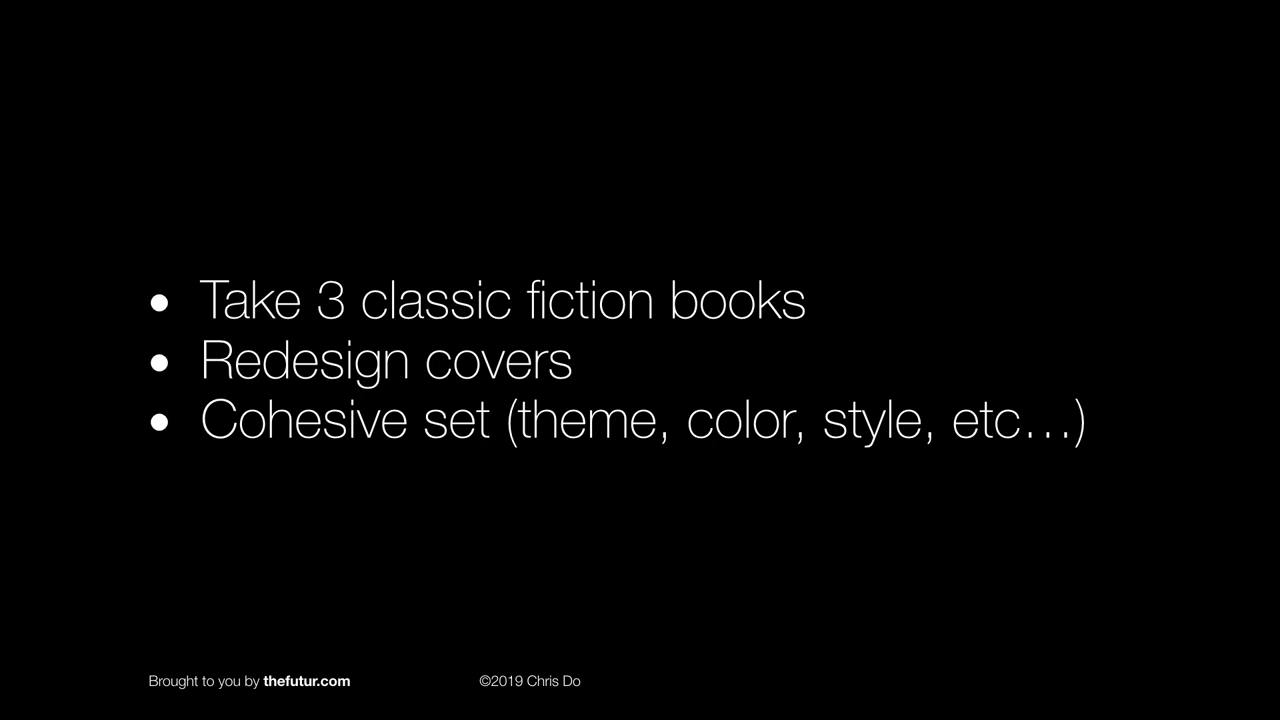 • Take 3 classic fiction books
• Redesign covers
• Cohesive set (theme, color, style, etc…)
Brought to you by thefutur.com ©2019 Chris Do